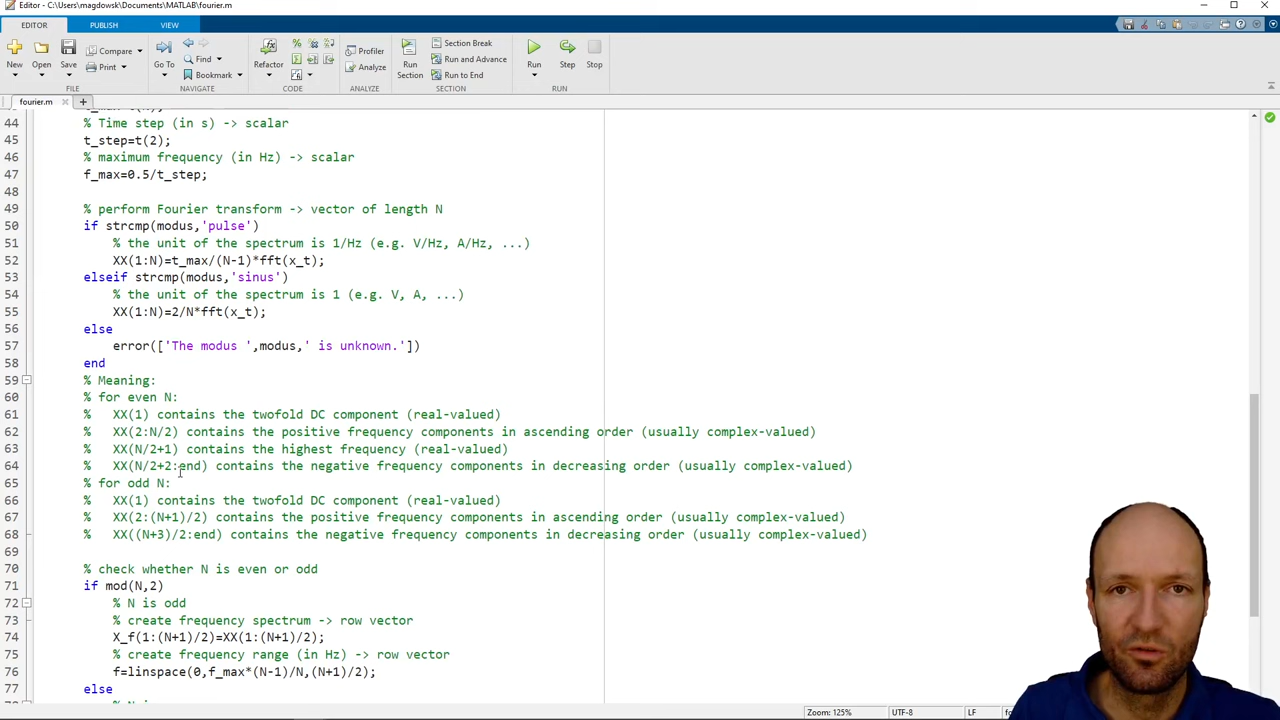 Editor - C:\Users\magdowsk\Documents\MATLAB\fourier.m
EDITOR PUBLISH VIEW
New Open Save Compare Print Go To Find Bookmark Refactor Profiler Analyze Run Section Section Break Run and Advance Run to End Run Step Stop
FILE NAVIGATE CODE ANALYZE SECTION RUN
fourier.m
44 % Time step (in s) -> scalar
45 t_step=t(2);
46 % maximum frequency (in Hz) -> scalar
47 f_max=0.5/t_step;
48
49 % perform Fourier transform -> vector of length N
50 if strcmp(modus,'pulse')
51 % the unit of the spectrum is 1/Hz (e.g. V/Hz, A/Hz, ...)
52 XX(1:N)=t_max/(N-1)*fft(x_t);
53 elseif strcmp(modus,'sinus')
54 % the unit of the spectrum is 1 (e.g. V, A, ...)
55 XX(1:N)=2/N*fft(x_t);
56 else
57 error(['The modus ',modus,' is unknown.'])
58 end
59 % Meaning:
60 % for even N:
61 % XX(1) contains the twofold DC component (real-valued)
62 % XX(2:N/2) contains the positive frequency components in ascending order (usually complex-valued)
63 % XX(N/2+1) contains the highest frequency (real-valued)
64 % XX(N/2+2:end) contains the negative frequency components in decreasing order (usually complex-valued)
65 % for odd N:
66 % XX(1) contains the twofold DC component (real-valued)
67 % XX(2:(N+1)/2) contains the positive frequency components in ascending order (usually complex-valued)
68 % XX((N+3)/2:end) contains the negative frequency components in decreasing order (usually complex-valued)
69
70 % check whether N is even or odd
71 if mod(N,2)
72 % N is odd
73 % create frequency spectrum -> row vector
74 X_f(1:(N+1)/2)=XX(1:(N+1)/2);
75 % create frequency range (in Hz) -> row vector
76 f=linspace(0,f_max*(N-1)/N,(N+1)/2);
77 else
Zoom: 125% UTF-8 LF